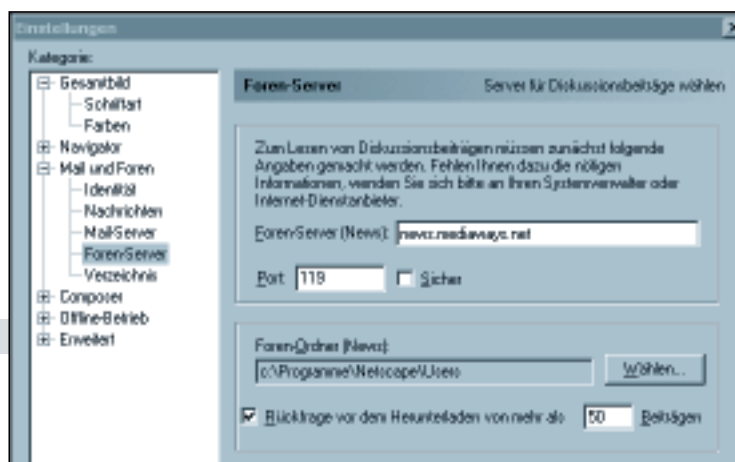 Einstellungen
Kategorie:
Gesamtbild
Schriftart
Farben
Navigator
Mail und Foren
Identität
Nachrichten
Mail-Server
Foren-Server
Verzeichnis
Composer
Offline-Betrieb
Erweitert
Foren-Server Server für Diskussionsbeiträge wählen
Zum Lesen von Diskussionsbeiträgen müssen zunächst folgende
Angaben gemacht werden. Fehlen Ihnen dazu die nötigen
Informationen, wenden Sie sich bitte an Ihren Systemverwalter oder
Internet-Dienstanbieter.
Foren-Server (News): news.mediaways.net
Port: 119 Sicher
Foren-Ordner (News):
c:\Programme\Netscape\Users Wählen...
Rückfrage vor dem Herunterladen von mehr als 50 Beiträgen